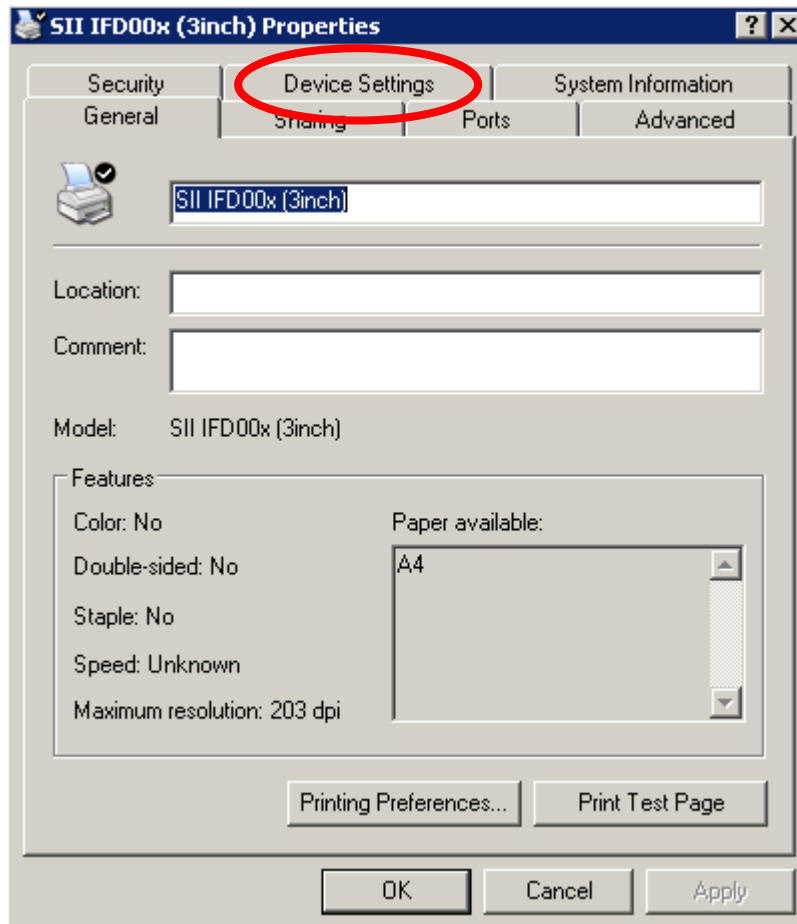 SII IFD00x (3inch) Properties
Security Device Settings System Information
General Sharing Ports Advanced
SII IFD00x (3inch)
Location:
Comment:
Model: SII IFD00x (3inch)
Features
Color: No Paper available:
Double-sided: No A4
Staple: No
Speed: Unknown
Maximum resolution: 203 dpi
Printing Preferences... Print Test Page
OK Cancel Apply